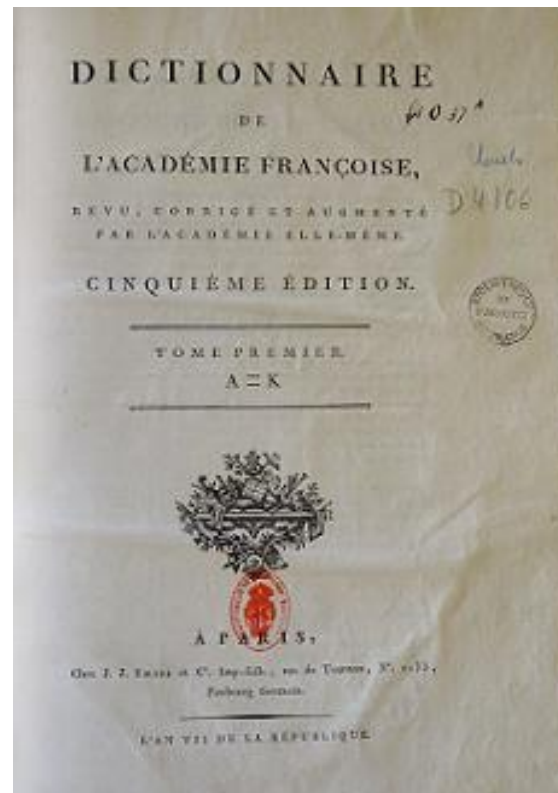 DICTIONNAIRE
DE
L'ACADÉMIE FRANÇOISE,
REVU, CORRIGÉ ET AUGMENTÉ
PAR L'ACADÉMIE ELLE-MÊME.
CINQUIÉME ÉDITION.
TOME PREMIER.
A = K
D 4106
À PARIS,
Chez J. J. Smits et Cᵉ. Imp.-Lib., rue de Tournon, N°.
Faubourg Germain.
L'AN VII DE LA RÉPUBLIQUE.